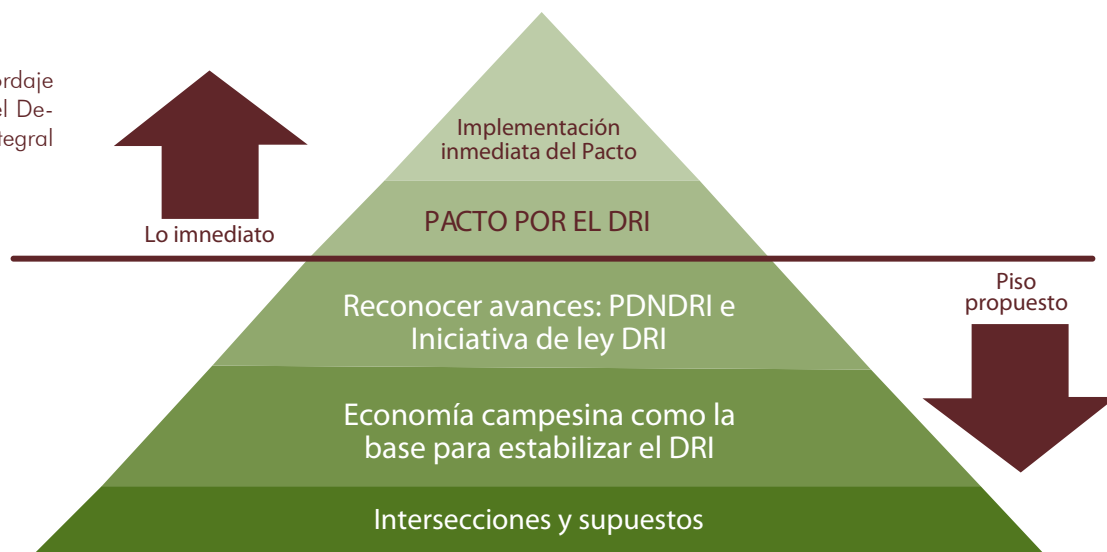 ordaje
el De-
tegral
Implementación
inmediata del Pacto
Lo imnediato
PACTO POR EL DRI
Piso
propuesto
Reconocer avances: PDNDRI e
Iniciativa de ley DRI
Economía campesina como la
base para estabilizar el DRI
Intersecciones y supuestos